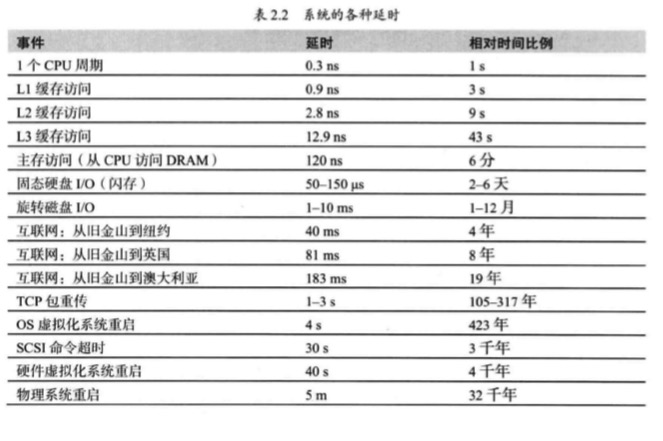 表 2.2 系统的各种延时
事件 延时 相对时间比例
1 个 CPU 周期 0.3 ns 1 s
L1 缓存访问 0.9 ns 3 s
L2 缓存访问 2.8 ns 9 s
L3 缓存访问 12.9 ns 43 s
主存访问（从 CPU 访问 DRAM） 120 ns 6 分
固态硬盘 I/O（闪存） 50–150 μs 2–6 天
旋转磁盘 I/O 1–10 ms 1–12 月
互联网：从旧金山到纽约 40 ms 4 年
互联网：从旧金山到英国 81 ms 8 年
互联网：从旧金山到澳大利亚 183 ms 19 年
TCP 包重传 1–3 s 105–317 年
OS 虚拟化系统重启 4 s 423 年
SCSI 命令超时 30 s 3 千年
硬件虚拟化系统重启 40 s 4 千年
物理系统重启 5 m 32 千年